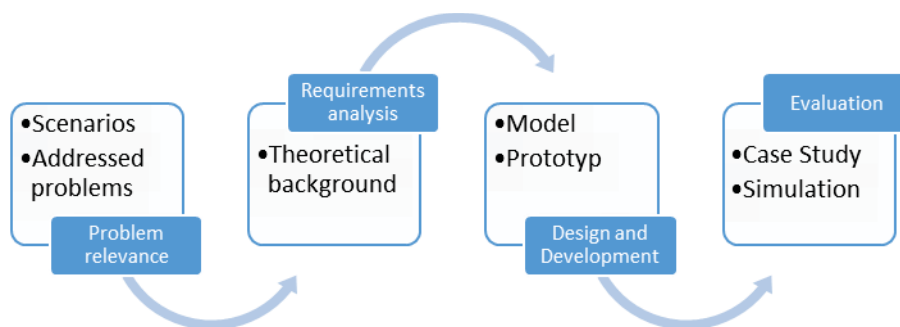 •Scenarios
•Addressed
problems
Problem
relevance
Requirements
analysis
•Theoretical
background
•Model
•Prototyp
Design and
Development
Evaluation
•Case Study
•Simulation